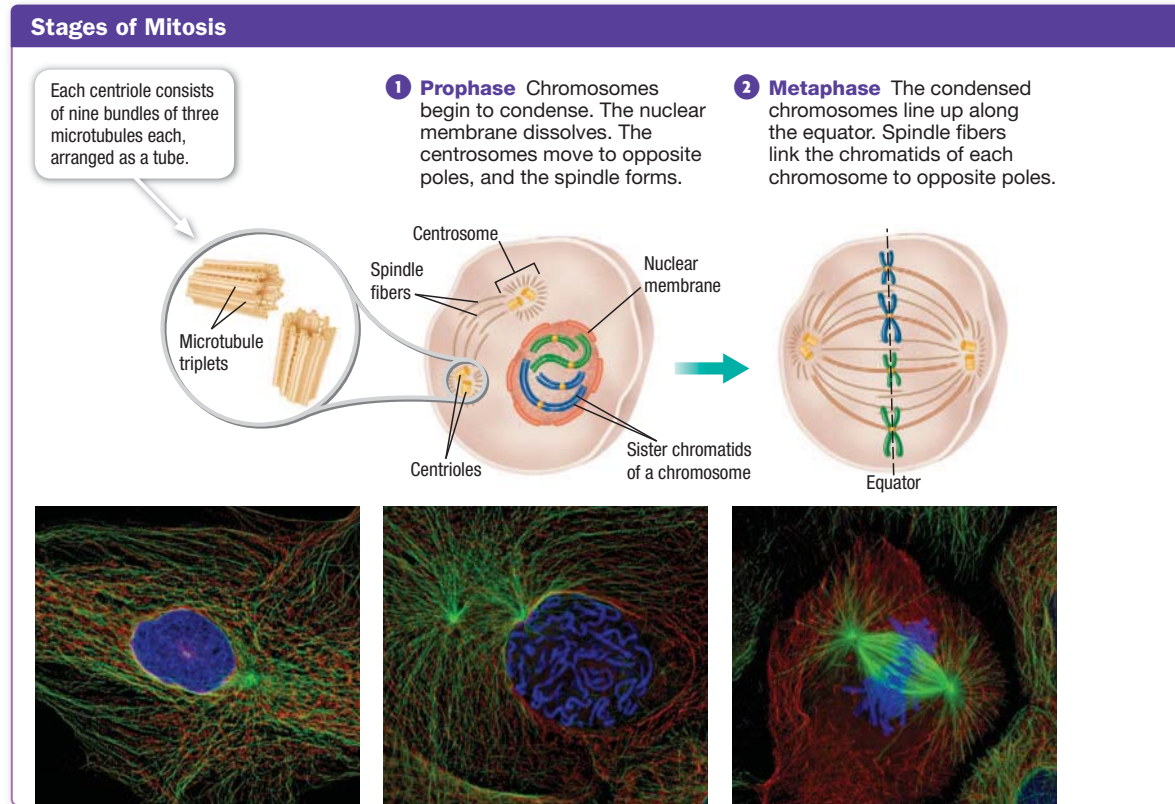 Stages of Mitosis
Each centriole consists
of nine bundles of three
microtubules each,
arranged as a tube.
1 Prophase Chromosomes
begin to condense. The nuclear
membrane dissolves. The
centrosomes move to opposite
poles, and the spindle forms.
2 Metaphase The condensed
chromosomes line up along
the equator. Spindle fibers
link the chromatids of each
chromosome to opposite poles.
Centrosome
Spindle
fibers
Nuclear
membrane
Microtubule
triplets
Centrioles
Sister chromatids
of a chromosome
Equator